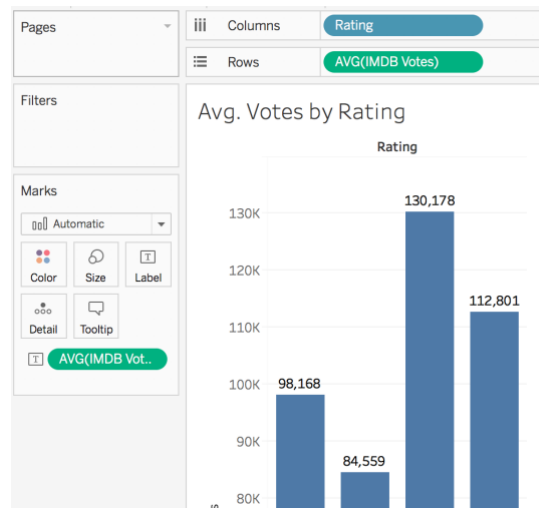 Pages
Columns
Rating
Rows
AVG(IMDB Votes)
Filters
Avg. Votes by Rating
Rating
Marks
Automatic
Color
Size
Label
Detail
Tooltip
T
AVG(IMDB Vot..
130K
120K
110K
100K
90K
80K
98,168
84,559
130,178
112,801